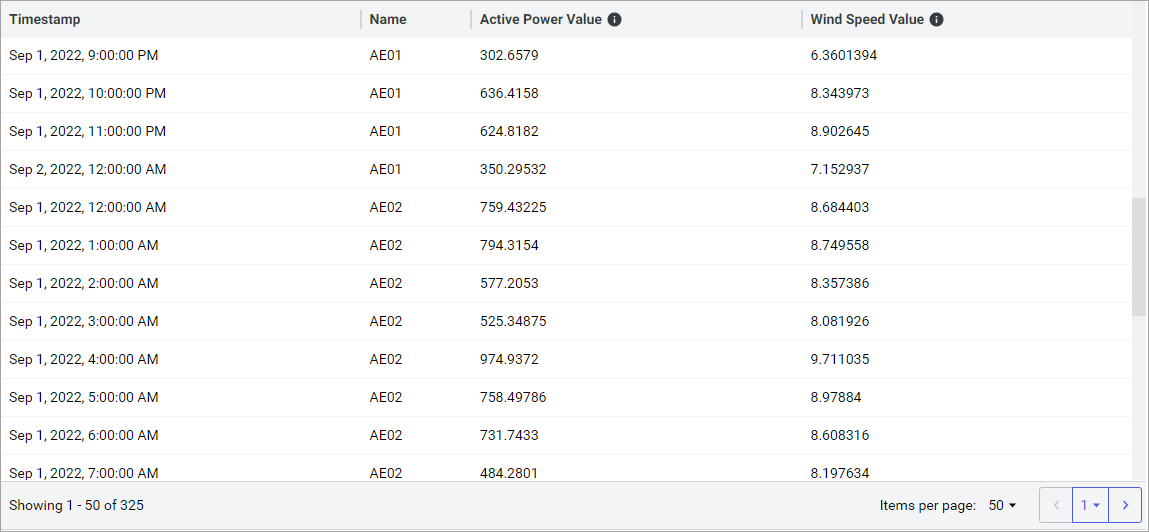 Timestamp Name Active Power Value Wind Speed Value
Sep 1, 2022, 9:00:00 PM AE01 302.6579 6.3601394
Sep 1, 2022, 10:00:00 PM AE01 636.4158 8.343973
Sep 1, 2022, 11:00:00 PM AE01 624.8182 8.902645
Sep 2, 2022, 12:00:00 AM AE01 350.29532 7.152937
Sep 1, 2022, 12:00:00 AM AE02 759.43225 8.684403
Sep 1, 2022, 1:00:00 AM AE02 794.3154 8.749558
Sep 1, 2022, 2:00:00 AM AE02 577.2053 8.357386
Sep 1, 2022, 3:00:00 AM AE02 525.34875 8.081926
Sep 1, 2022, 4:00:00 AM AE02 974.9372 9.711035
Sep 1, 2022, 5:00:00 AM AE02 758.49786 8.97884
Sep 1, 2022, 6:00:00 AM AE02 731.7433 8.608316
Sep 1, 2022, 7:00:00 AM AE02 484.2801 8.197634
Showing 1 - 50 of 325 Items per page: 50 1